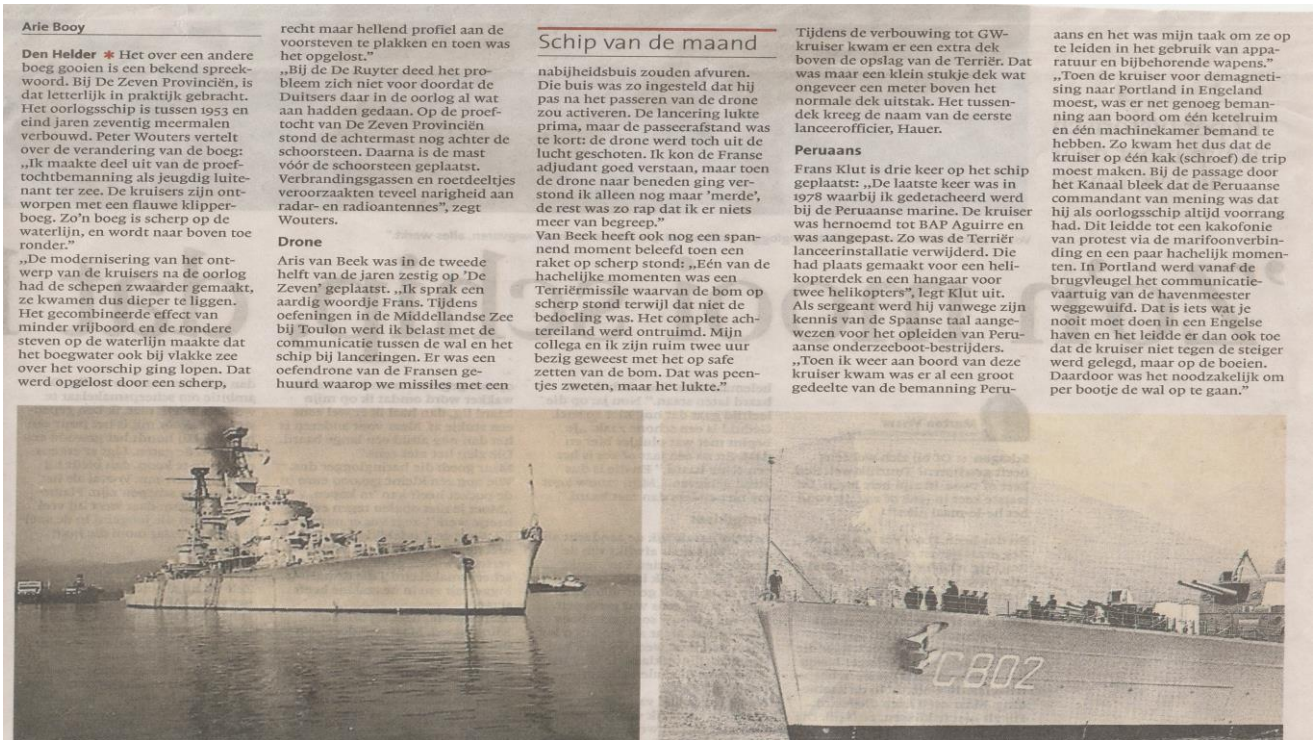 Arie Booy
Den Helder * Het over een andere
boeg gooien is een bekend spreek-
woord. Bij De Zeven Provinciën, is
dat letterlijk in praktijk gebracht.
Het oorlogsschip is tussen 1953 en
eind jaren zeventig meermalen
verbouwd. Peter Wouters vertelt
over de verandering van de boeg:
„Ik maakte deel uit van de proef-
tochtbemanning als jeugdig luite-
nant ter zee. De kruisers zijn ont-
worpen met een flauwe klipper-
boeg. Zo’n boeg is scherp op de
waterlijn, en wordt naar boven toe
ronder.”
„De modernisering van het ont-
werp van de kruisers na de oorlog
had de schepen zwaarder gemaakt,
ze kwamen dus dieper te liggen.
Het gecombineerde effect van
minder vrijboord en de rondere
steven op de waterlijn maakte dat
het boegwater ook bij vlakke zee
over het voorschip ging lopen. Dat
werd opgelost door een scherp,
recht maar hellend profiel aan de
voorsteven te plakken en toen was
het opgelost.”
„Bij de De Ruyter deed het pro-
bleem zich niet voor doordat de
Duitsers daar in de oorlog al wat
aan hadden gedaan. Op de proef-
tocht van De Zeven Provinciën
stond de achtermast nog achter de
schoorsteen. Daarna is de mast
vóór de schoorsteen geplaatst.
Verbrandingsgassen en roetdeeltjes
veroorzaakten teveel narigheid aan
radar- en radioantennes”, zegt
Wouters.
Drone
Aris van Beek was in de tweede
helft van de jaren zestig op ’De
Zeven’ geplaatst. „Ik sprak een
aardig woordje Frans. Tijdens
oefeningen in de Middellandse Zee
bij Toulon werd ik belast met de
communicatie tussen de wal en het
schip bij lanceringen. Er was een
oefendrone van de Fransen ge-
huurd waarop we missiles met een
Schip van de maand
nabijheidsbuis zouden afvuren.
Die buis was zo ingesteld dat hij
pas na het passeren van de drone
zou activeren. De lancering lukte
prima, maar de passeerafstand was
te kort: de drone werd toch uit de
lucht geschoten. Ik kon de Franse
adjudant goed verstaan, maar toen
de drone naar beneden ging ver-
stond ik alleen nog maar ’merde’,
de rest was zo rap dat ik er niets
meer van begreep.”
Van Beek heeft ook nog een span-
nend moment beleefd toen een
raket op scherp stond: „Eén van de
hachelijke momenten was een
Terriërmissile waarvan de bom op
scherp stond terwijl dat niet de
bedoeling was. Het complete ach-
tereiland werd ontruimd. Mijn
collega en ik zijn ruim twee uur
bezig geweest met het op safe
zetten van de bom. Dat was peen-
tjes zweten, maar het lukte.”
Tijdens de verbouwing tot GW-
kruiser kwam er een extra dek
boven de opslag van de Terriër. Dat
was maar een klein stukje dek wat
ongeveer een meter boven het
normale dek uitstak. Het tussen-
dek kreeg de naam van de eerste
lanceerofficier, Hauer.
Peruaans
Frans Klut is drie keer op het schip
geplaatst: „De laatste keer was in
1978 waarbij ik gedetacheerd werd
bij de Peruaanse marine. De kruiser
was hernoemd tot BAP Aguirre en
was aangepast. Zo was de Terriër
lanceerinstallatie verwijderd. Die
had plaats gemaakt voor een heli-
kopterdek en een hangaar voor
twee helikopters”, legt Klut uit.
Als sergeant werd hij vanwege zijn
kennis van de Spaanse taal aange-
wezen voor het opleiden van Peru-
aanse onderzeeboot-bestrijders.
„Toen ik weer aan boord van deze
kruiser kwam was er al een groot
gedeelte van de bemanning Peru-
aans en het was mijn taak om ze op
te leiden in het gebruik van appa-
ratuur en bijbehorende wapens.”
„Toen de kruiser voor demagneti-
sing naar Portland in Engeland
moest, was er net genoeg beman-
ning aan boord om één ketelruim
en één machinekamer bemand te
hebben. Zo kwam het dus dat de
kruiser op één kak (schroef) de trip
moest maken. Bij de passage door
het Kanaal bleek dat de Peruaanse
commandant van mening was dat
hij als oorlogsschip altijd voorrang
had. Dit leidde tot een kakofonie
van protest via de marifoonverbin-
ding en een paar hachelijk momen-
ten. In Portland werd vanaf de
brugvleugel het communicatie-
vaartuig van de havenmeester
weggewuifd. Dat is iets wat je
nooit moet doen in een Engelse
haven en het leidde er dan ook toe
dat de kruiser niet tegen de steiger
werd gelegd, maar op de boeien.
Daardoor was het noodzakelijk om
per bootje de wal op te gaan.”
C802